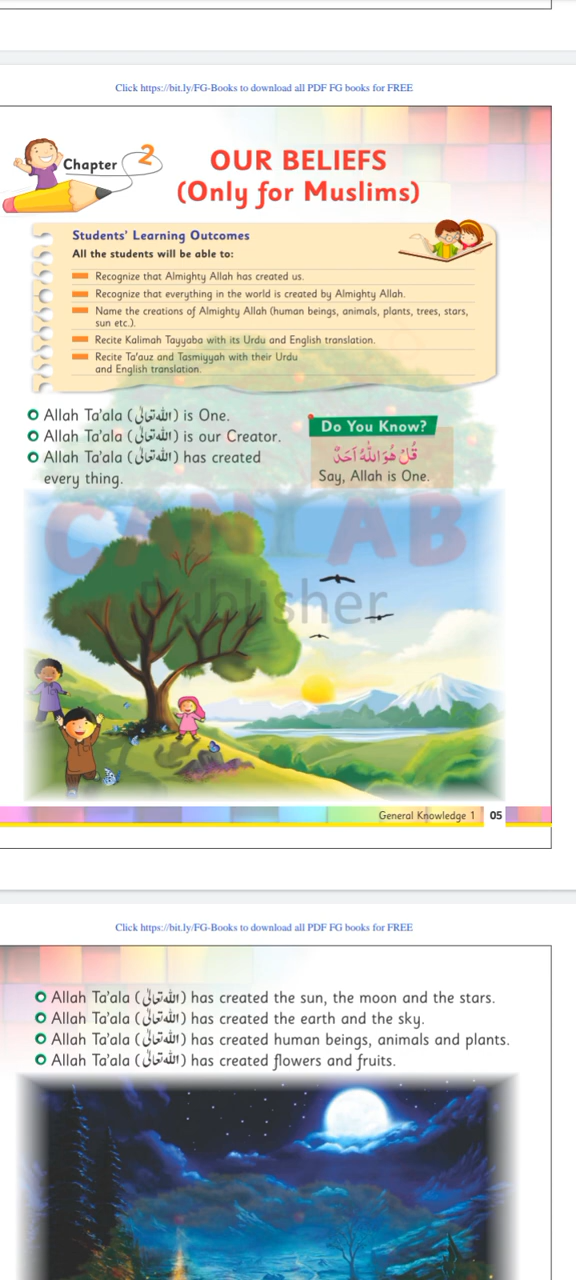 Click https://bit.ly/FG-Books to download all PDF FG books for FREE
Chapter 2
OUR BELIEFS
(Only for Muslims)
Students' Learning Outcomes
All the students will be able to:
Recognize that Almighty Allah has created us.
Recognize that everything in the world is created by Almighty Allah.
Name the creations of Almighty Allah (human beings, animals, plants, trees, stars,
sun etc.).
Recite Kalimah Tayyaba with its Urdu and English translation.
Recite Ta'auz and Tasmiyyah with their Urdu
and English translation.
Allah Ta'ala (اللہ تعالیٰ) is One.
Allah Ta'ala (اللہ تعالیٰ) is our Creator.
Allah Ta'ala (اللہ تعالیٰ) has created
every thing.
Do You Know?
قُلْ هُوَ اللّٰهُ اَحَدٌ
Say, Allah is One.
CANTAB
Publisher
General Knowledge 1 05
Click https://bit.ly/FG-Books to download all PDF FG books for FREE
Allah Ta'ala (اللہ تعالیٰ) has created the sun, the moon and the stars.
Allah Ta'ala (اللہ تعالیٰ) has created the earth and the sky.
Allah Ta'ala (اللہ تعالیٰ) has created human beings, animals and plants.
Allah Ta'ala (اللہ تعالیٰ) has created flowers and fruits.